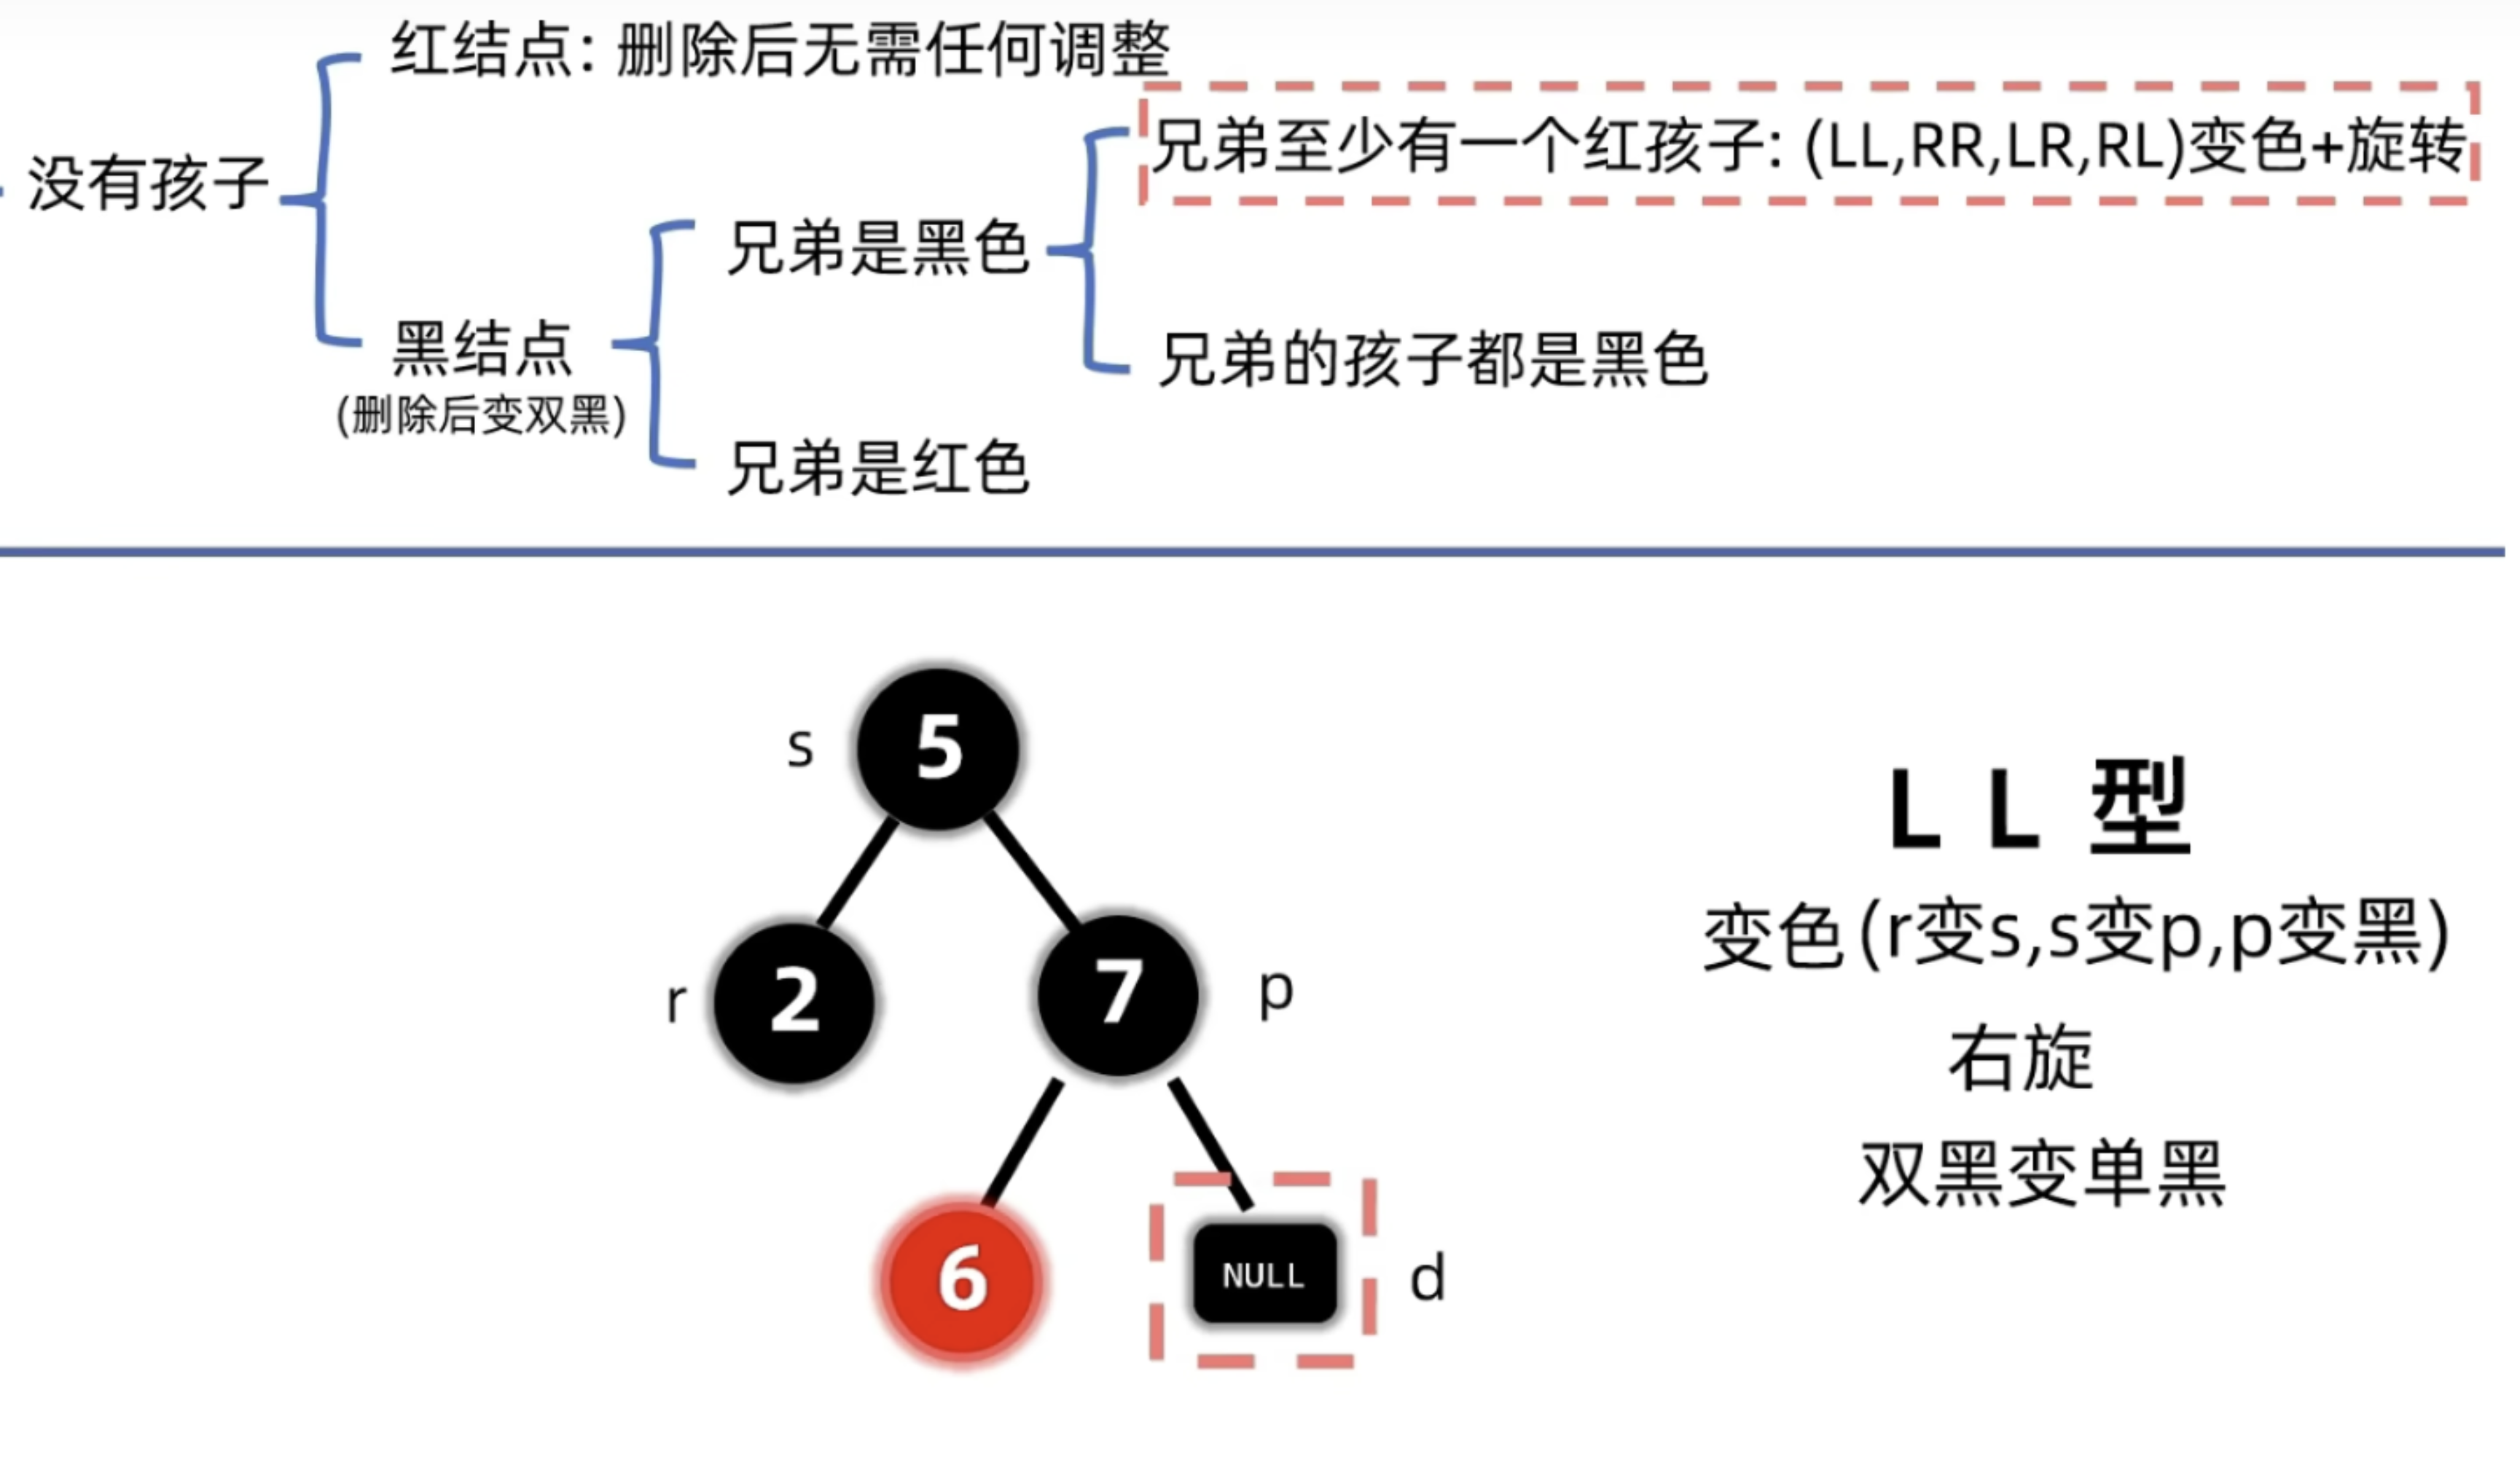 红结点：删除后无需任何调整
兄弟至少有一个红孩子: (LL,RR,LR,RL)变色+旋转
没有孩子
兄弟是黑色
黑结点
兄弟的孩子都是黑色
(删除后变双黑)
兄弟是红色
s
5
LL型
变色(r变s,s变p,p变黑)
r
2
7
p
右旋
双黑变单黑
6
NULL
d